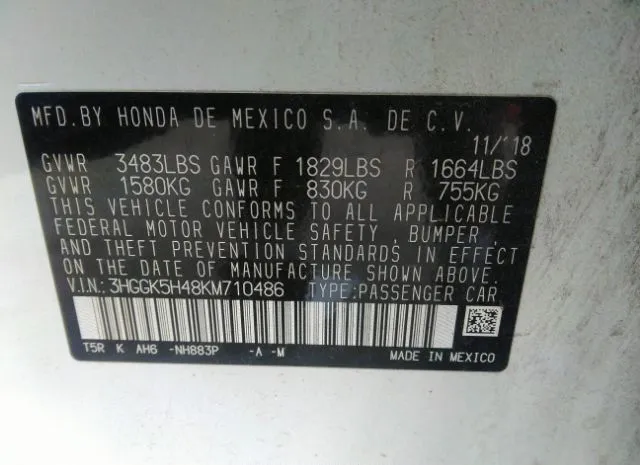 MFD.BY HONDA DE MEXICO S.A. DE C.V.
11/'18
GVWR 3483LBS GAWR F 1829LBS R 1664LBS
GVWR 1580KG GAWR F 830KG R 755KG
THIS VEHICLE CONFORMS TO ALL APPLICABLE
FEDERAL MOTOR VEHICLE SAFETY , BUMPER ,
AND THEFT PREVENTION STANDARDS IN EFFECT
ON THE DATE OF MANUFACTURE SHOWN ABOVE.
V.I.N.:3HGGK5H48KM710486 TYPE:PASSENGER CAR
T5R K AH6 -NH883P -A -M
MADE IN MEXICO